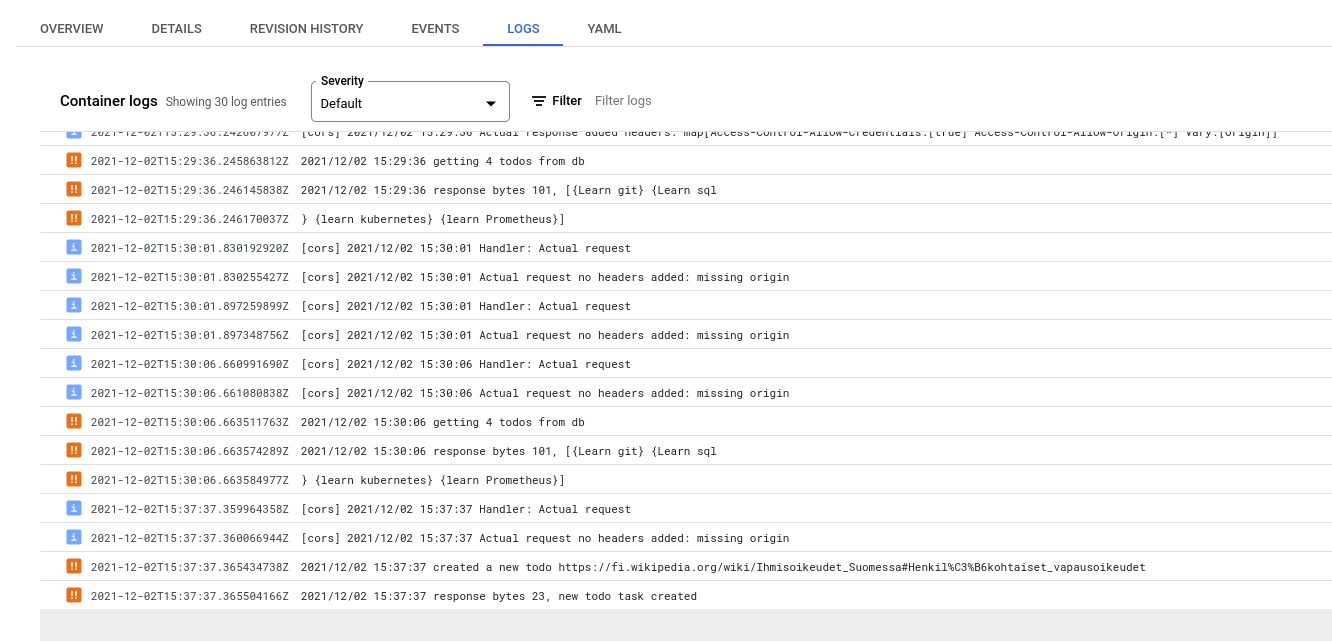 OVERVIEW DETAILS REVISION HISTORY EVENTS LOGS YAML
Severity
Container logs Showing 30 log entries Default Filter Filter logs
2021-12-02T15:29:36.242607977Z [cors] 2021/12/02 15:29:36 Actual response added headers: map[Access-Control-Allow-Credentials:[true] Access-Control-Allow-Origin:[*] Vary:[Origin]]
!! 2021-12-02T15:29:36.245863812Z 2021/12/02 15:29:36 getting 4 todos from db
!! 2021-12-02T15:29:36.246145838Z 2021/12/02 15:29:36 response bytes 101, [{Learn git} {Learn sql
!! 2021-12-02T15:29:36.246170037Z } {learn kubernetes} {learn Prometheus}]
i 2021-12-02T15:30:01.830192920Z [cors] 2021/12/02 15:30:01 Handler: Actual request
i 2021-12-02T15:30:01.830255427Z [cors] 2021/12/02 15:30:01 Actual request no headers added: missing origin
i 2021-12-02T15:30:01.897259899Z [cors] 2021/12/02 15:30:01 Handler: Actual request
i 2021-12-02T15:30:01.897348756Z [cors] 2021/12/02 15:30:01 Actual request no headers added: missing origin
i 2021-12-02T15:30:06.660991690Z [cors] 2021/12/02 15:30:06 Handler: Actual request
i 2021-12-02T15:30:06.661080838Z [cors] 2021/12/02 15:30:06 Actual request no headers added: missing origin
!! 2021-12-02T15:30:06.663511763Z 2021/12/02 15:30:06 getting 4 todos from db
!! 2021-12-02T15:30:06.663574289Z 2021/12/02 15:30:06 response bytes 101, [{Learn git} {Learn sql
!! 2021-12-02T15:30:06.663584977Z } {learn kubernetes} {learn Prometheus}]
i 2021-12-02T15:37:37.359964358Z [cors] 2021/12/02 15:37:37 Handler: Actual request
i 2021-12-02T15:37:37.360066944Z [cors] 2021/12/02 15:37:37 Actual request no headers added: missing origin
!! 2021-12-02T15:37:37.365434738Z 2021/12/02 15:37:37 created a new todo https://fi.wikipedia.org/wiki/Ihmisoikeudet_Suomessa#Henkil%C3%B6kohtaiset_vapausoikeudet
!! 2021-12-02T15:37:37.365504166Z 2021/12/02 15:37:37 response bytes 23, new todo task created